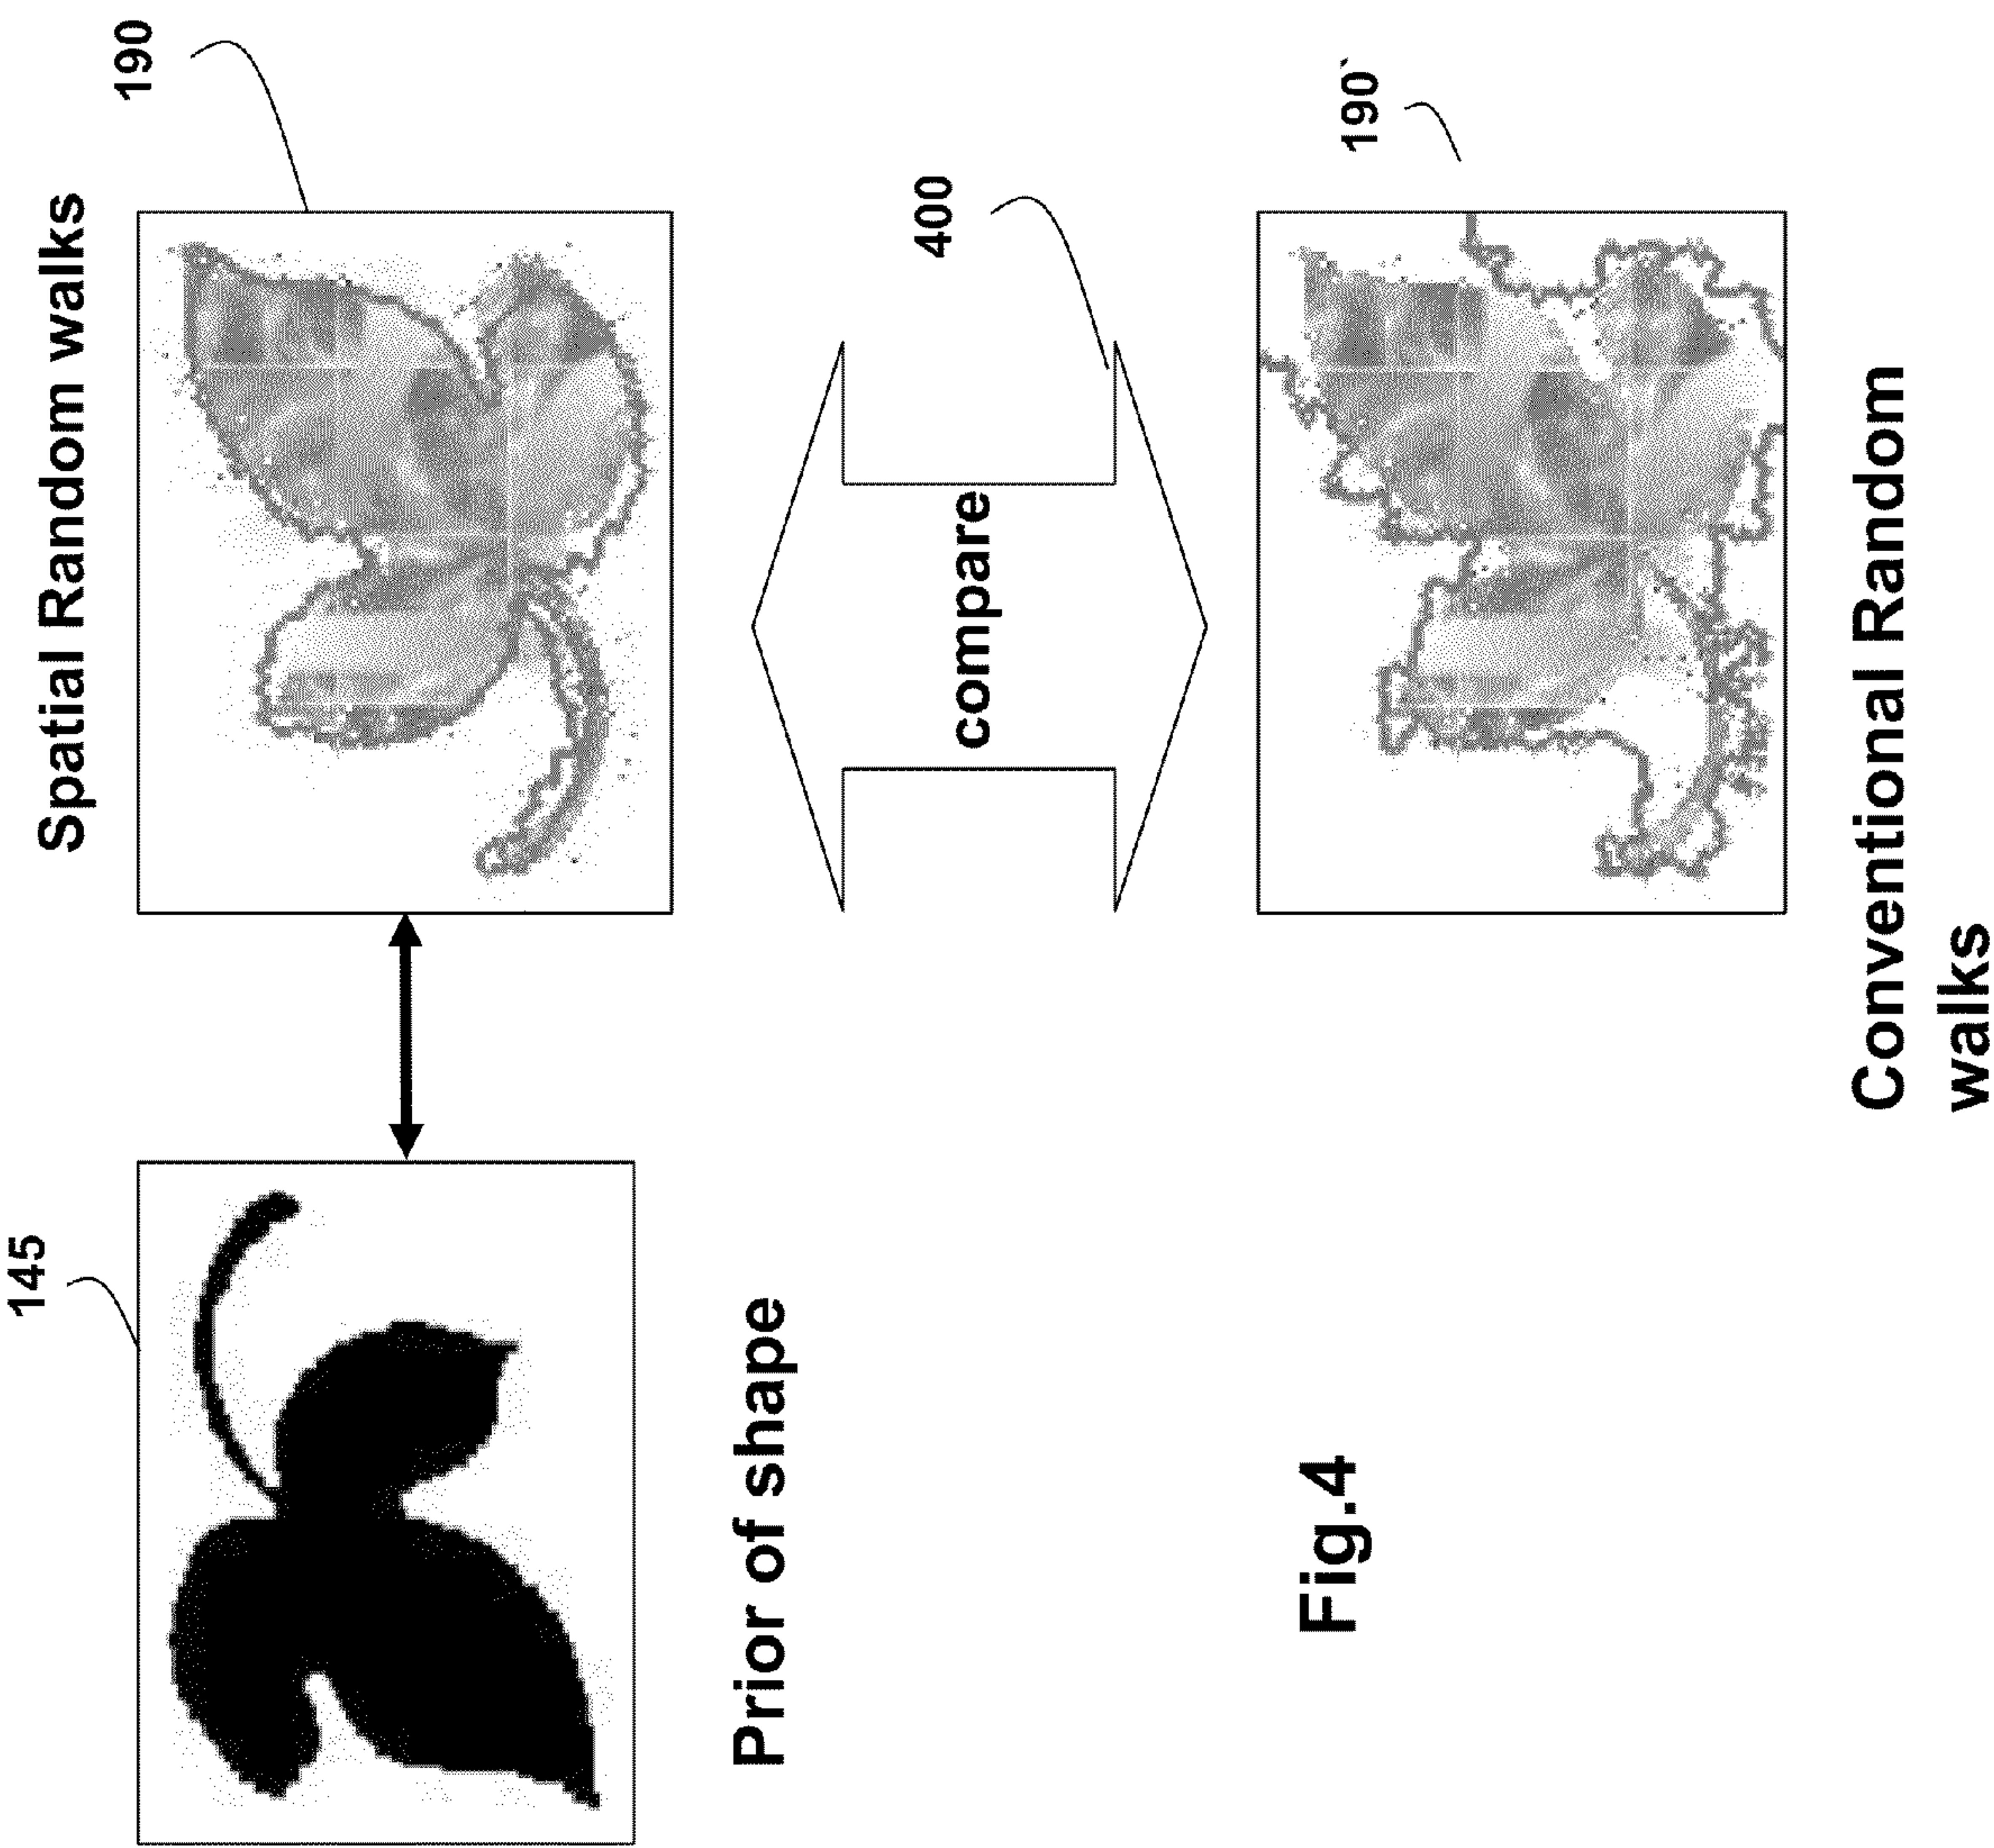 145
Prior of shape
Spatial Random walks
190
compare
400
190`
Conventional Random
walks
Fig.4